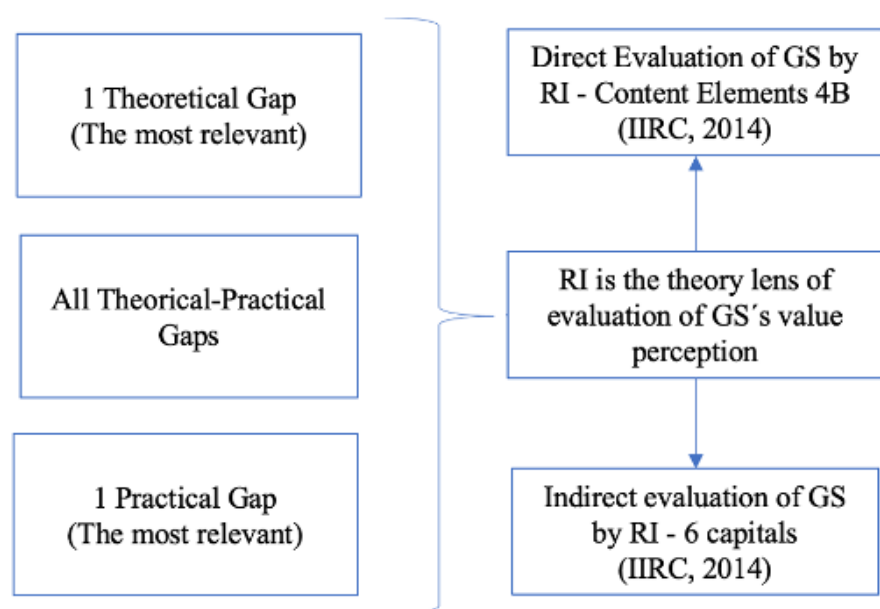 1 Theoretical Gap
(The most relevant)
All Theorical-Practical
Gaps
1 Practical Gap
(The most relevant)
Direct Evaluation of GS by
RI - Content Elements 4B
(IIRC, 2014)
RI is the theory lens of
evaluation of GS´s value
perception
Indirect evaluation of GS
by RI - 6 capitals
(IIRC, 2014)